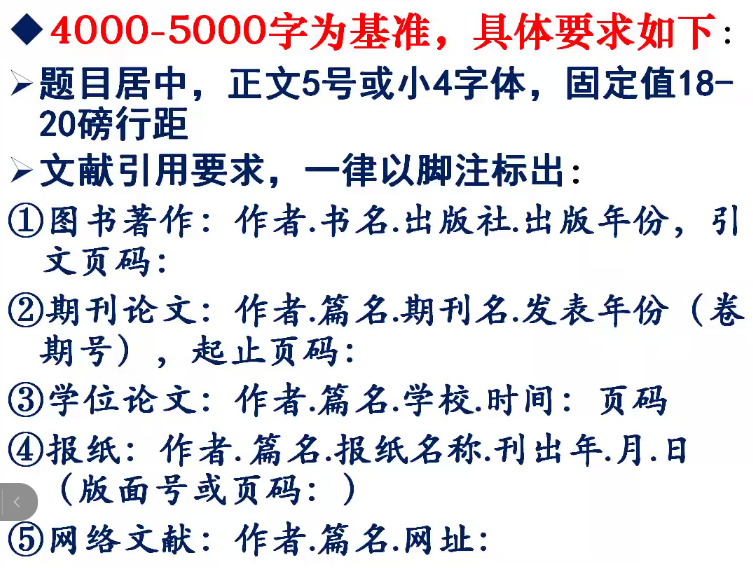 ◆4000-5000字为基准，具体要求如下：
➢题目居中，正文5号或小4字体，固定值18-
20磅行距
➢文献引用要求，一律以脚注标出：
①图书著作：作者.书名.出版社.出版年份，引
文页码：
②期刊论文：作者.篇名.期刊名.发表年份（卷
期号），起止页码：
③学位论文：作者.篇名.学校.时间：页码
④报纸：作者.篇名.报纸名称.刊出年.月.日
（版面号或页码：）
⑤网络文献：作者.篇名.网址：